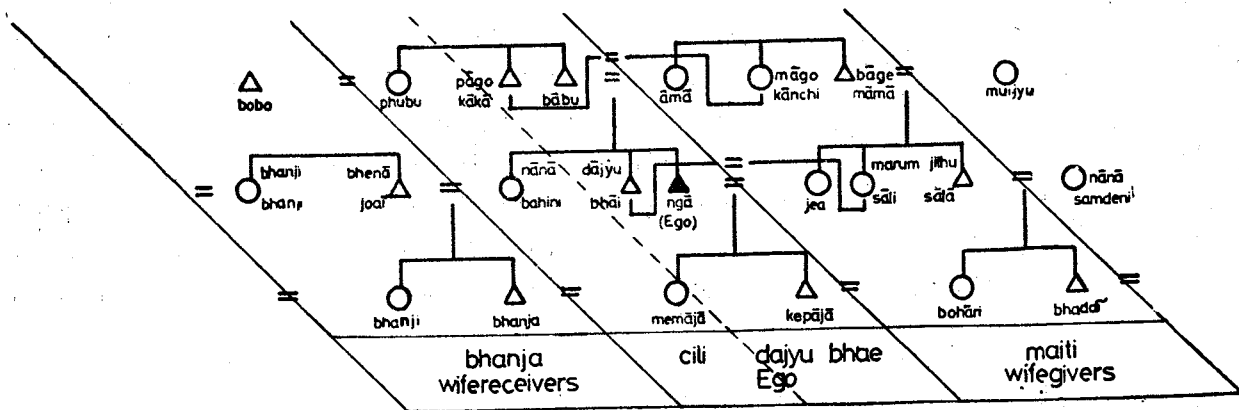 bobo
phubu
pāgo
kākā
bābu
āmā
māgo
kānchi
bāge
māmā
muijyu
bhanji
bhanji
bhenā
joāi
nānā
bahini
dājyu
bhāi
ngā
(Ego)
jea
marum
sāli
jithu
sālā
nānā
samdeni
bhanji
bhanja
memājā
kepājā
bohāri
bhadā
bhanja
wifereceivers
cili
dajyu bhae
Ego
maiti
wifegivers